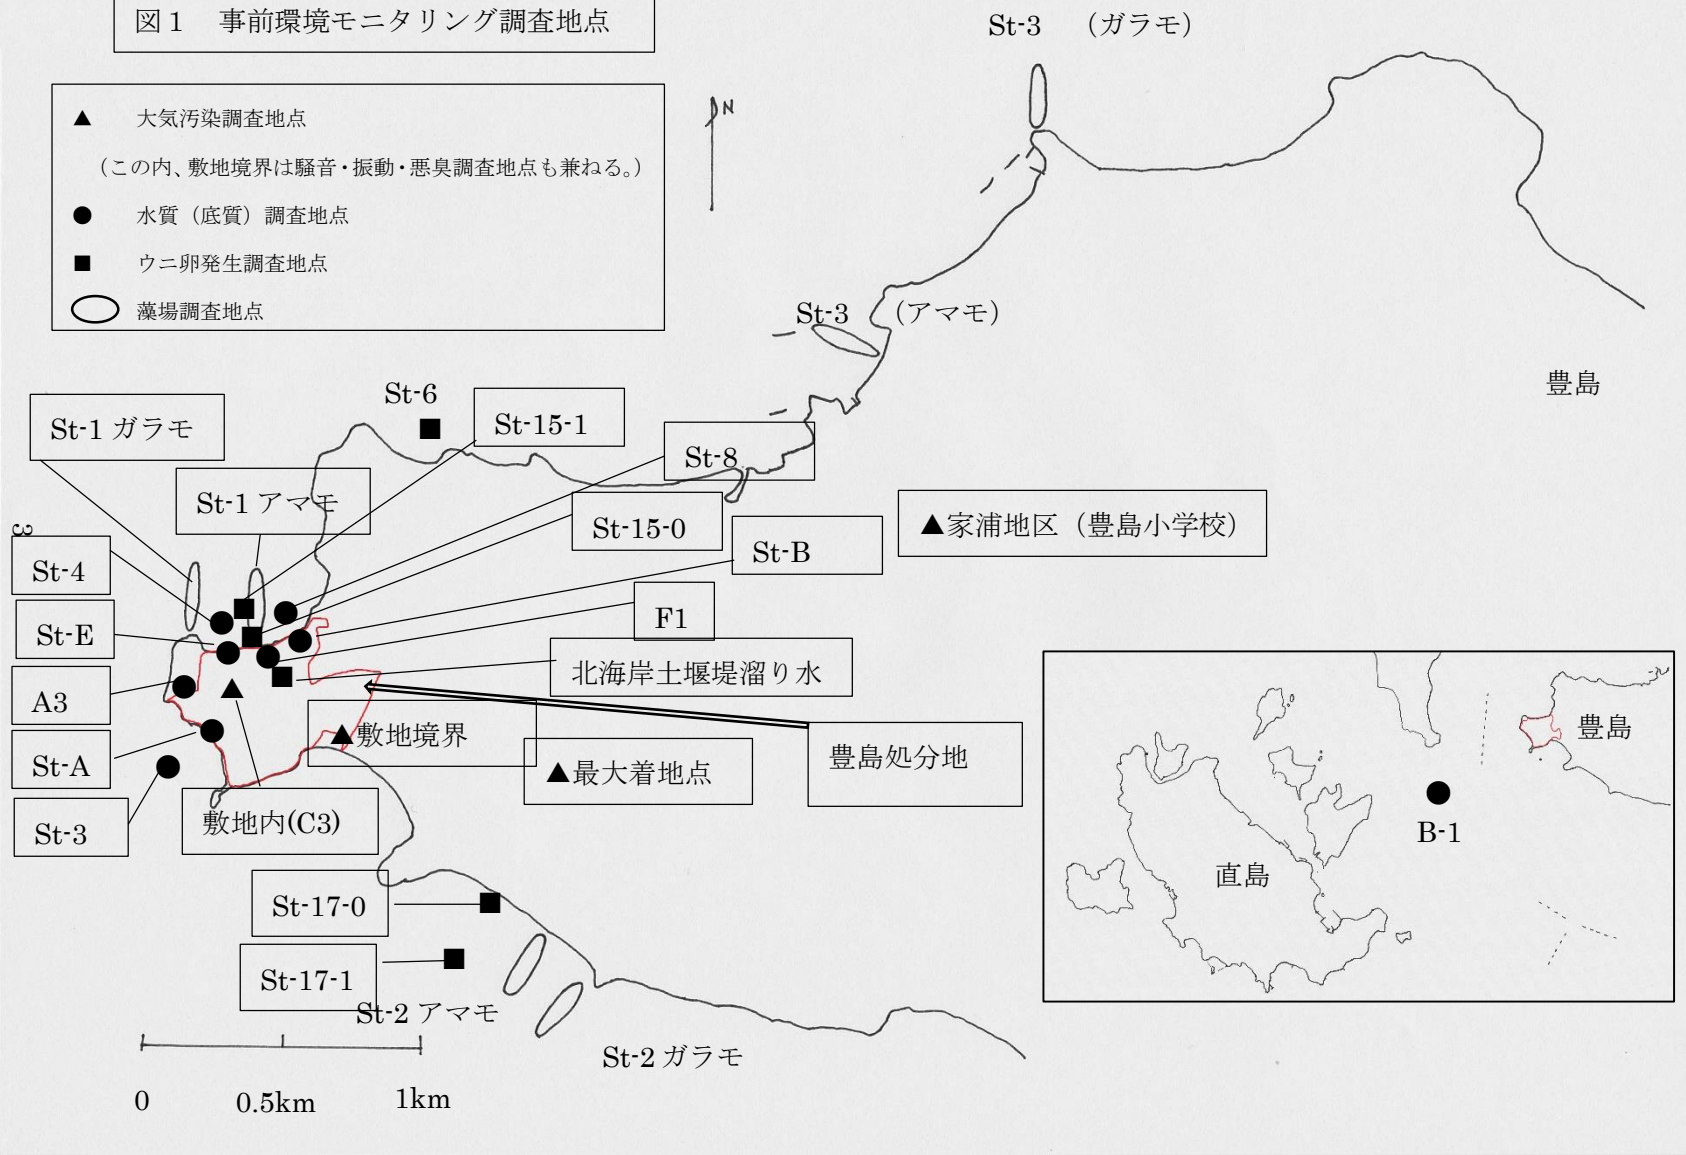 図１　事前環境モニタリング調査地点
▲　大気汚染調査地点
（この内、敷地境界は騒音・振動・悪臭調査地点も兼ねる。）
●　水質（底質）調査地点
■　ウニ卵発生調査地点
藻場調査地点
N
St-3　（ガラモ）
St-3　（アマモ）
豊島
St-6
St-15-1
St-1 ガラモ
St-8
St-1 アマモ
St-15-0
▲家浦地区（豊島小学校）
3
St-4
St-B
St-E
F1
北海岸土堰堤溜り水
A3
▲敷地境界
St-A
▲最大着地点
豊島処分地
St-3
敷地内(C3)
St-17-0
St-17-1
St-2 アマモ
St-2 ガラモ
0
0.5km
1km
豊島
B-1
直島